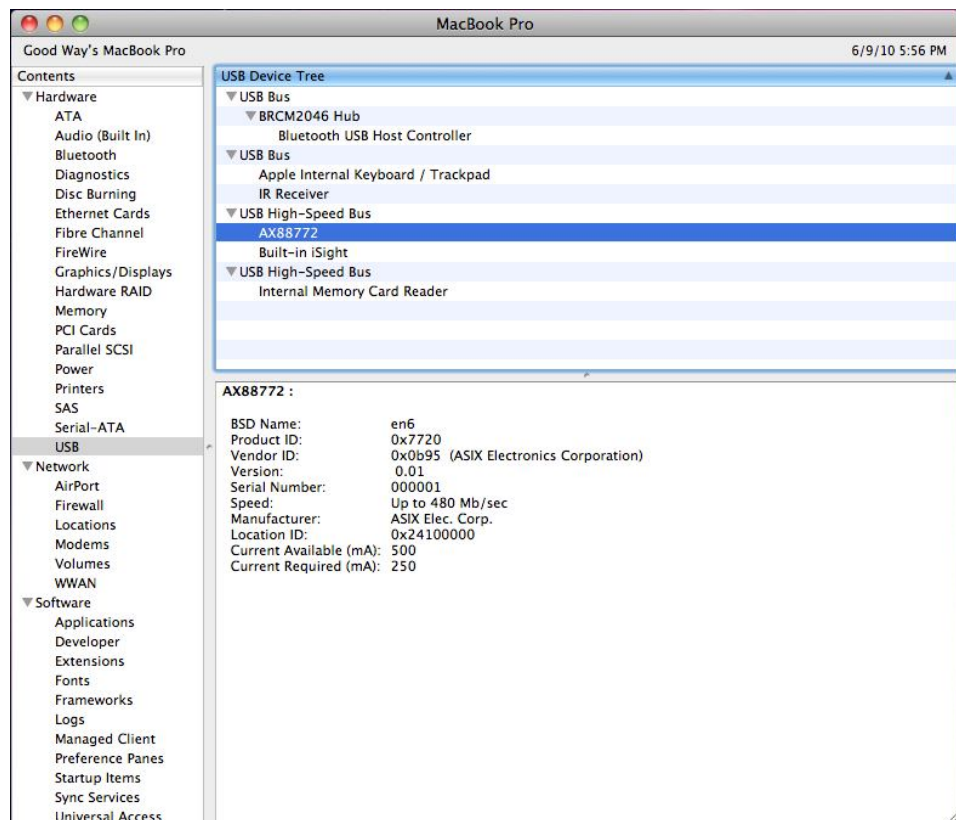 MacBook Pro
Good Way's MacBook Pro 6/9/10 5:56 PM
Contents
Hardware
ATA
Audio (Built In)
Bluetooth
Diagnostics
Disc Burning
Ethernet Cards
Fibre Channel
FireWire
Graphics/Displays
Hardware RAID
Memory
PCI Cards
Parallel SCSI
Power
Printers
SAS
Serial-ATA
USB
Network
AirPort
Firewall
Locations
Modems
Volumes
WWAN
Software
Applications
Developer
Extensions
Fonts
Frameworks
Logs
Managed Client
Preference Panes
Startup Items
Sync Services
Universal Access
USB Device Tree
USB Bus
BRCM2046 Hub
Bluetooth USB Host Controller
USB Bus
Apple Internal Keyboard / Trackpad
IR Receiver
USB High-Speed Bus
AX88772
Built-in iSight
USB High-Speed Bus
Internal Memory Card Reader
AX88772 :
BSD Name: en6
Product ID: 0x7720
Vendor ID: 0x0b95 (ASIX Electronics Corporation)
Version: 0.01
Serial Number: 000001
Speed: Up to 480 Mb/sec
Manufacturer: ASIX Elec. Corp.
Location ID: 0x24100000
Current Available (mA): 500
Current Required (mA): 250